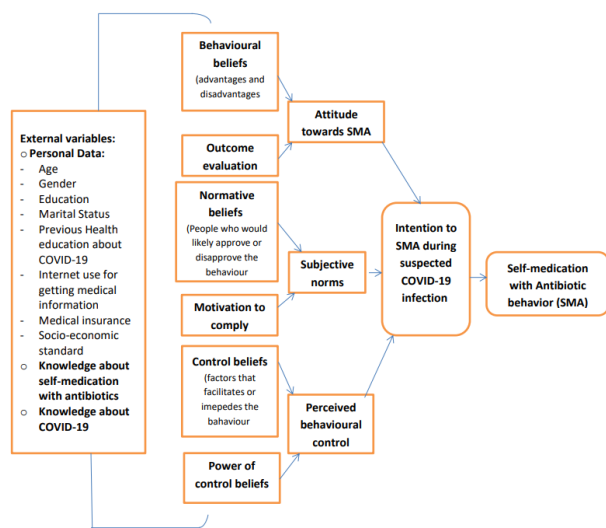 External variables:
o Personal Data:
- Age
- Gender
- Education
- Marital Status
- Previous Health
education about
COVID-19
- Internet use for
getting medical
information
- Medical insurance
- Socio-economic
standard
o Knowledge about
self-medication
with antibiotics
o Knowledge about
COVID-19
Behavioural
beliefs
(advantages and
disadvantages
Outcome
evaluation
Normative
beliefs
(People who would
likely approve or
disapprove the
behaviour
Motivation to
comply
Control beliefs
(factors that
facilitates or
imepedes the
bahaviour
Power of
control beliefs
Attitude
towards SMA
Subjective
norms
Perceived
behavioural
control
Intention to
SMA during
suspected
COVID-19
infection
Self-medication
with Antibiotic
behavior (SMA)